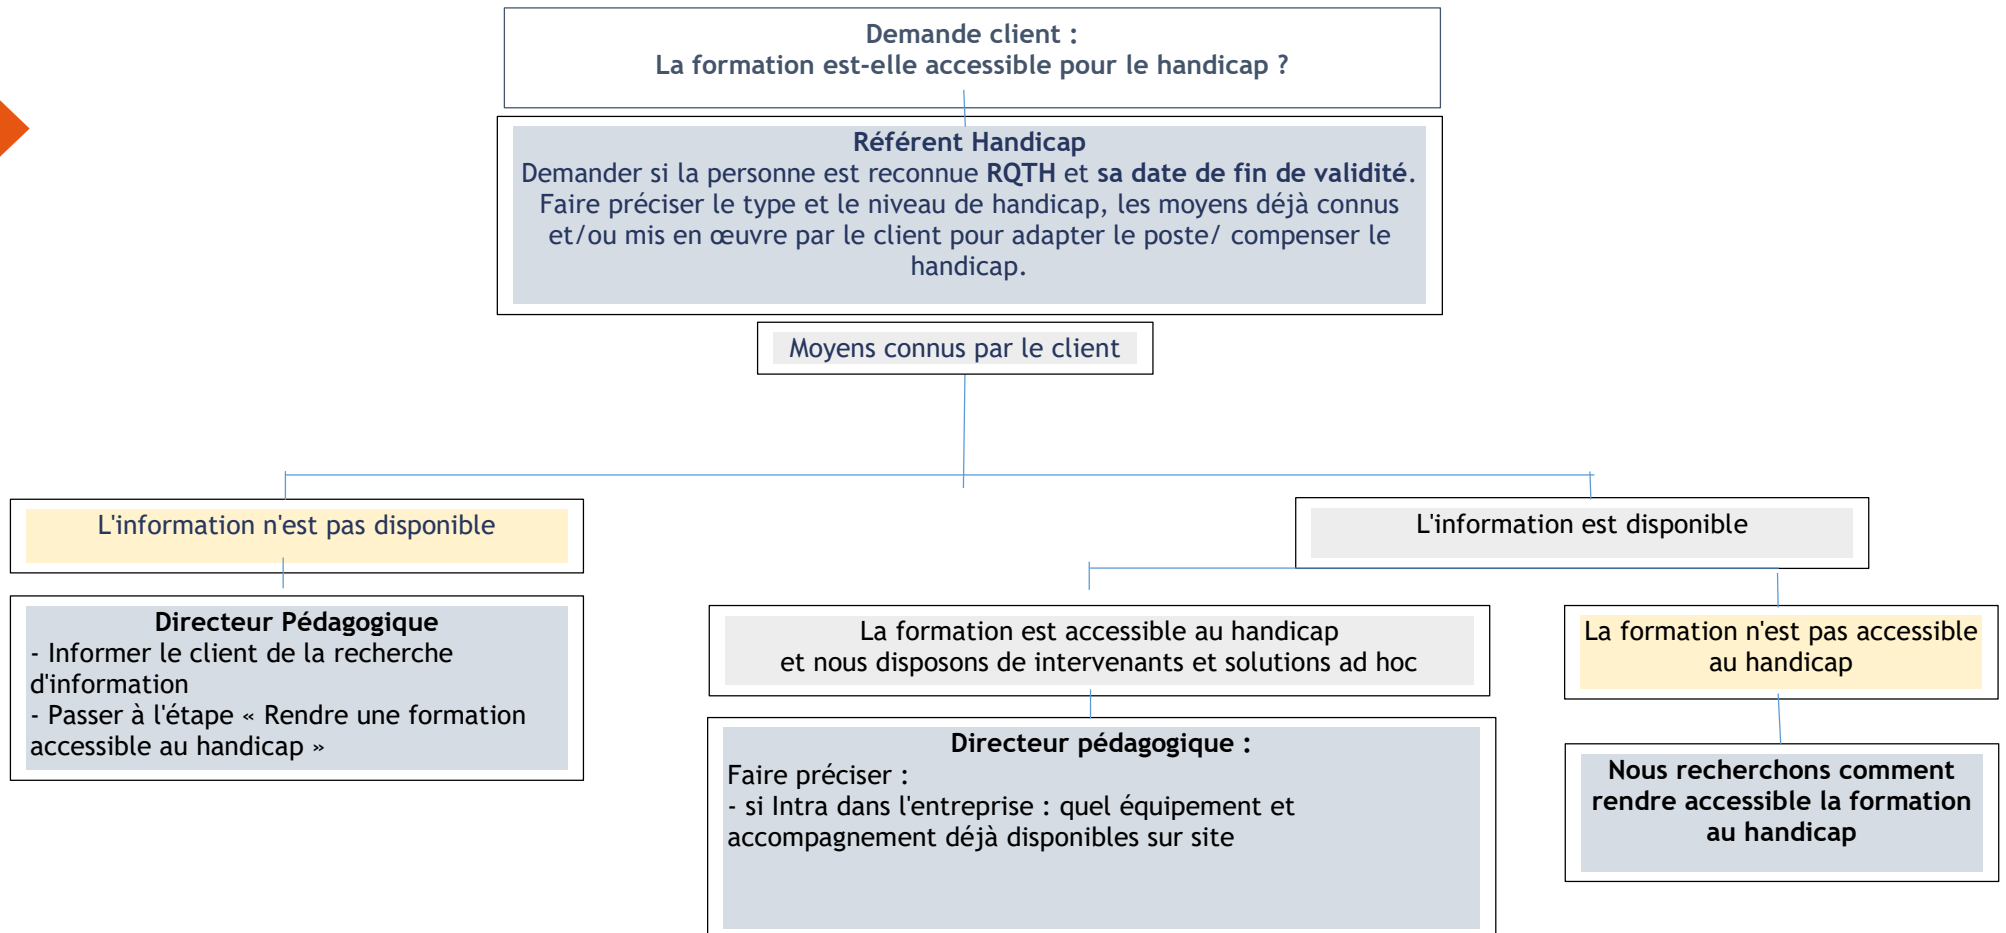 Demande client :
La formation est-elle accessible pour le handicap ?
Référent Handicap
Demander si la personne est reconnue RQTH et sa date de fin de validité.
Faire préciser le type et le niveau de handicap, les moyens déjà connus
et/ou mis en œuvre par le client pour adapter le poste/ compenser le
handicap.
Moyens connus par le client
L'information n'est pas disponible
Directeur Pédagogique
- Informer le client de la recherche
d'information
- Passer à l'étape « Rendre une formation
accessible au handicap »
L'information est disponible
La formation est accessible au handicap
et nous disposons de intervenants et solutions ad hoc
Directeur pédagogique :
Faire préciser :
- si Intra dans l'entreprise : quel équipement et
accompagnement déjà disponibles sur site
La formation n'est pas accessible
au handicap
Nous recherchons comment
rendre accessible la formation
au handicap